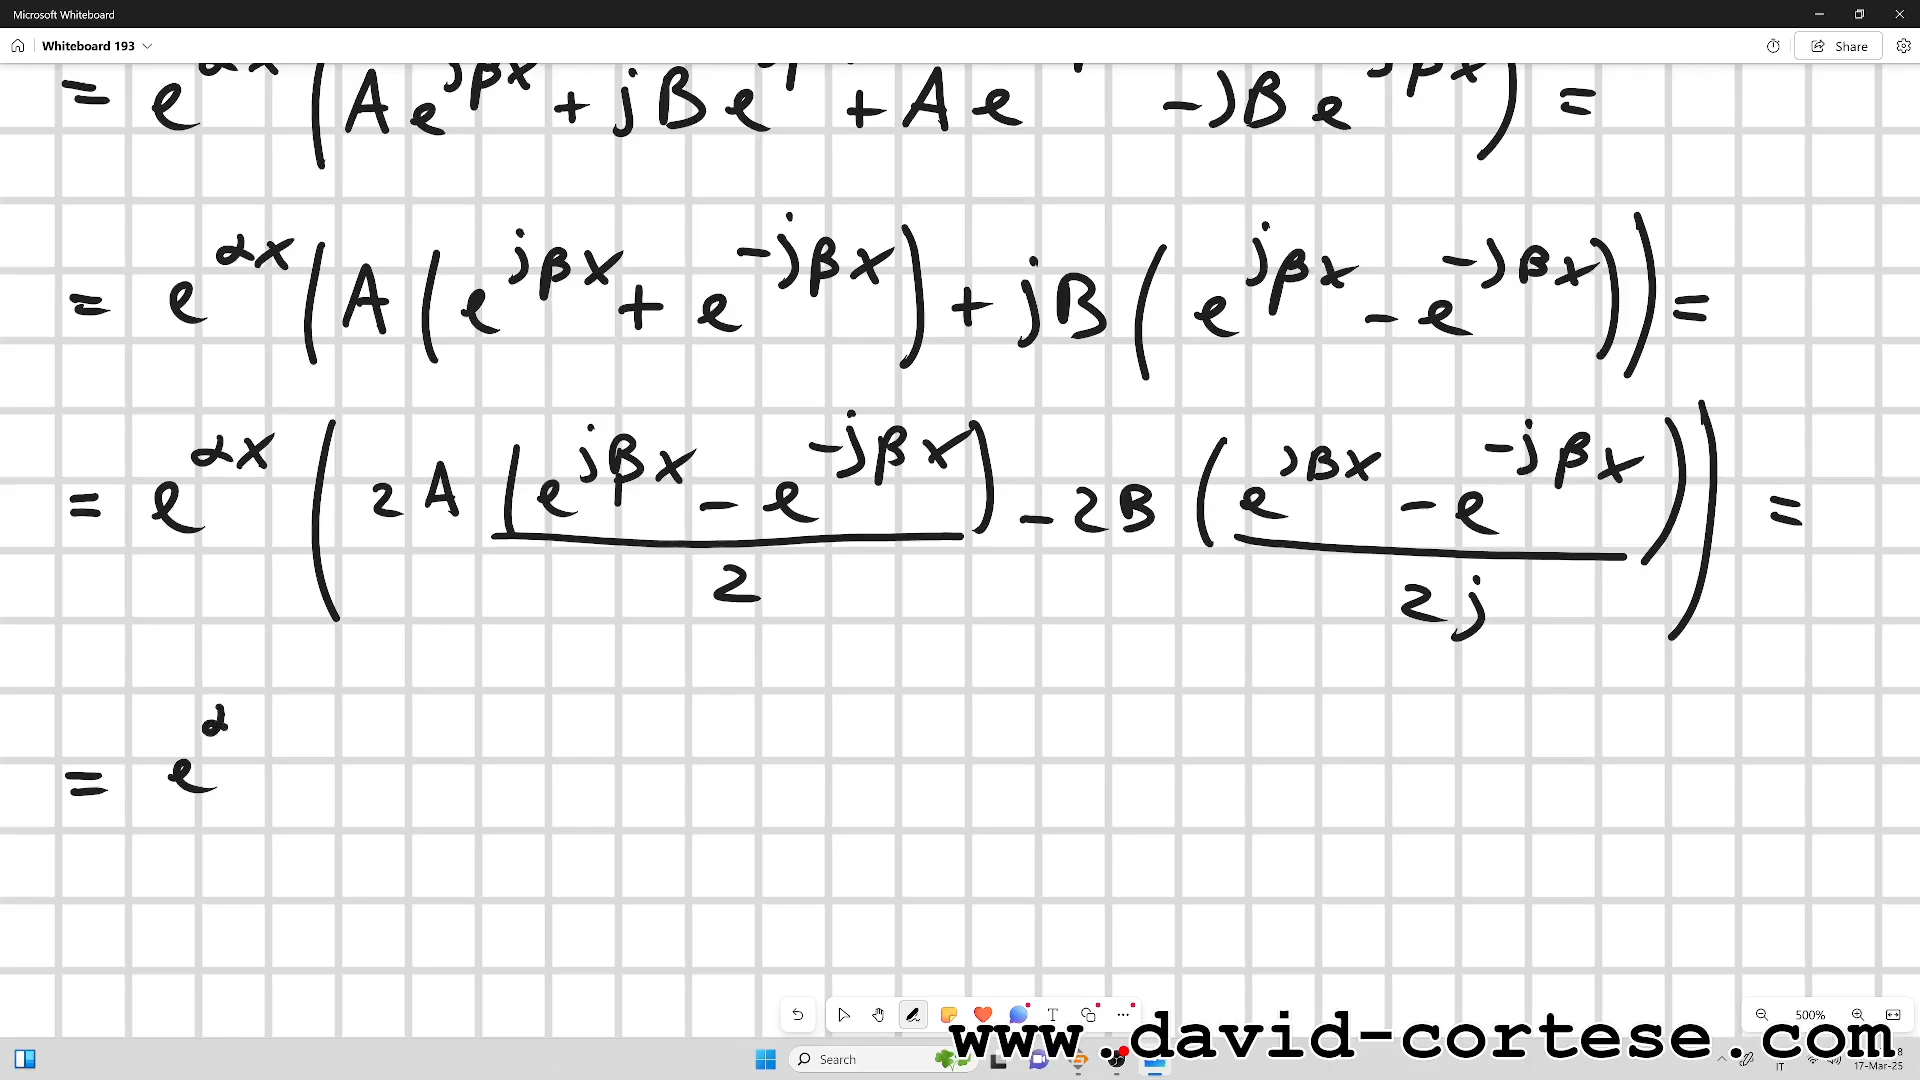 Microsoft Whiteboard
Whiteboard 193
Share
= e^{αx} (A e^{jβx} + jB e + A e - jB e^{-jβx}) =
= e^{αx} (A (e^{jβx} + e^{-jβx}) + jB (e^{jβx} - e^{-jβx})) =
= e^{αx} (2A (e^{jβx} - e^{-jβx})/2 - 2B (e^{jβx} - e^{-jβx})/2j) =
= e^α
500%
www.david-cortese.com
Search
IT
17-Mar-25